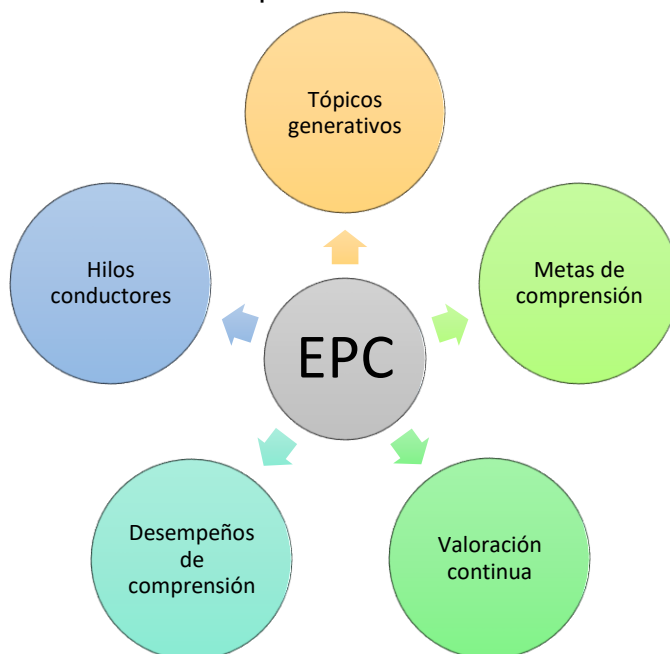 Tópicos
generativos
Hilos
conductores
Metas de
comprensión
EPC
Desempeños
de
comprensión
Valoración
continua